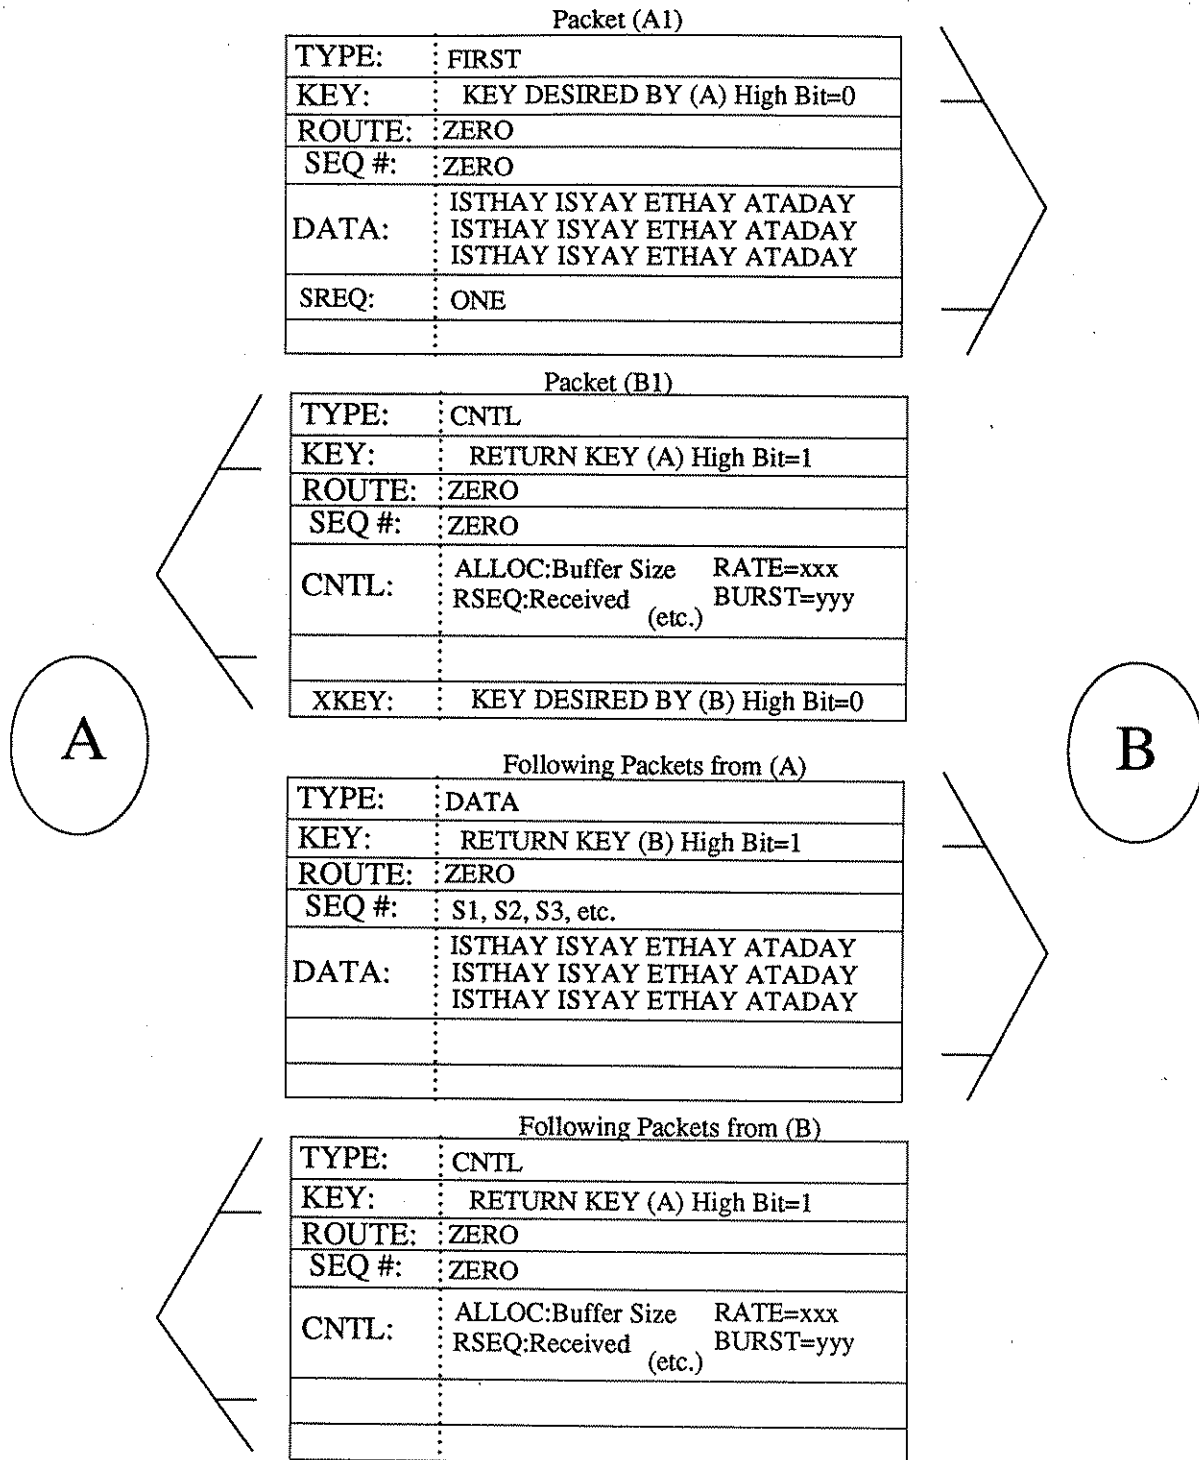 Packet (A1)
TYPE: FIRST
KEY: KEY DESIRED BY (A) High Bit=0
ROUTE: ZERO
SEQ #: ZERO
DATA: ISTHAY ISYAY ETHAY ATADAY
ISTHAY ISYAY ETHAY ATADAY
ISTHAY ISYAY ETHAY ATADAY
SREQ: ONE
Packet (B1)
TYPE: CNTL
KEY: RETURN KEY (A) High Bit=1
ROUTE: ZERO
SEQ #: ZERO
CNTL: ALLOC:Buffer Size RATE=xxx
RSEQ:Received BURST=yyy
(etc.)
XKEY: KEY DESIRED BY (B) High Bit=0
A
B
Following Packets from (A)
TYPE: DATA
KEY: RETURN KEY (B) High Bit=1
ROUTE: ZERO
SEQ #: S1, S2, S3, etc.
DATA: ISTHAY ISYAY ETHAY ATADAY
ISTHAY ISYAY ETHAY ATADAY
ISTHAY ISYAY ETHAY ATADAY
Following Packets from (B)
TYPE: CNTL
KEY: RETURN KEY (A) High Bit=1
ROUTE: ZERO
SEQ #: ZERO
CNTL: ALLOC:Buffer Size RATE=xxx
RSEQ:Received BURST=yyy
(etc.)